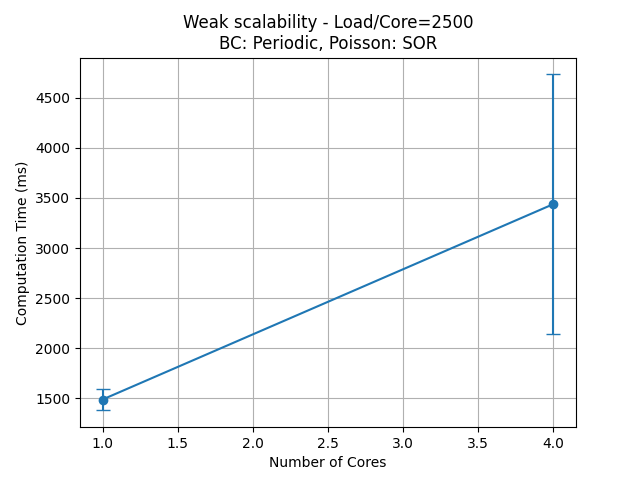 Weak scalability - Load/Core=2500
BC: Periodic, Poisson: SOR
Computation Time (ms)
4500
4000
3500
3000
2500
2000
1500
1.0 1.5 2.0 2.5 3.0 3.5 4.0
Number of Cores